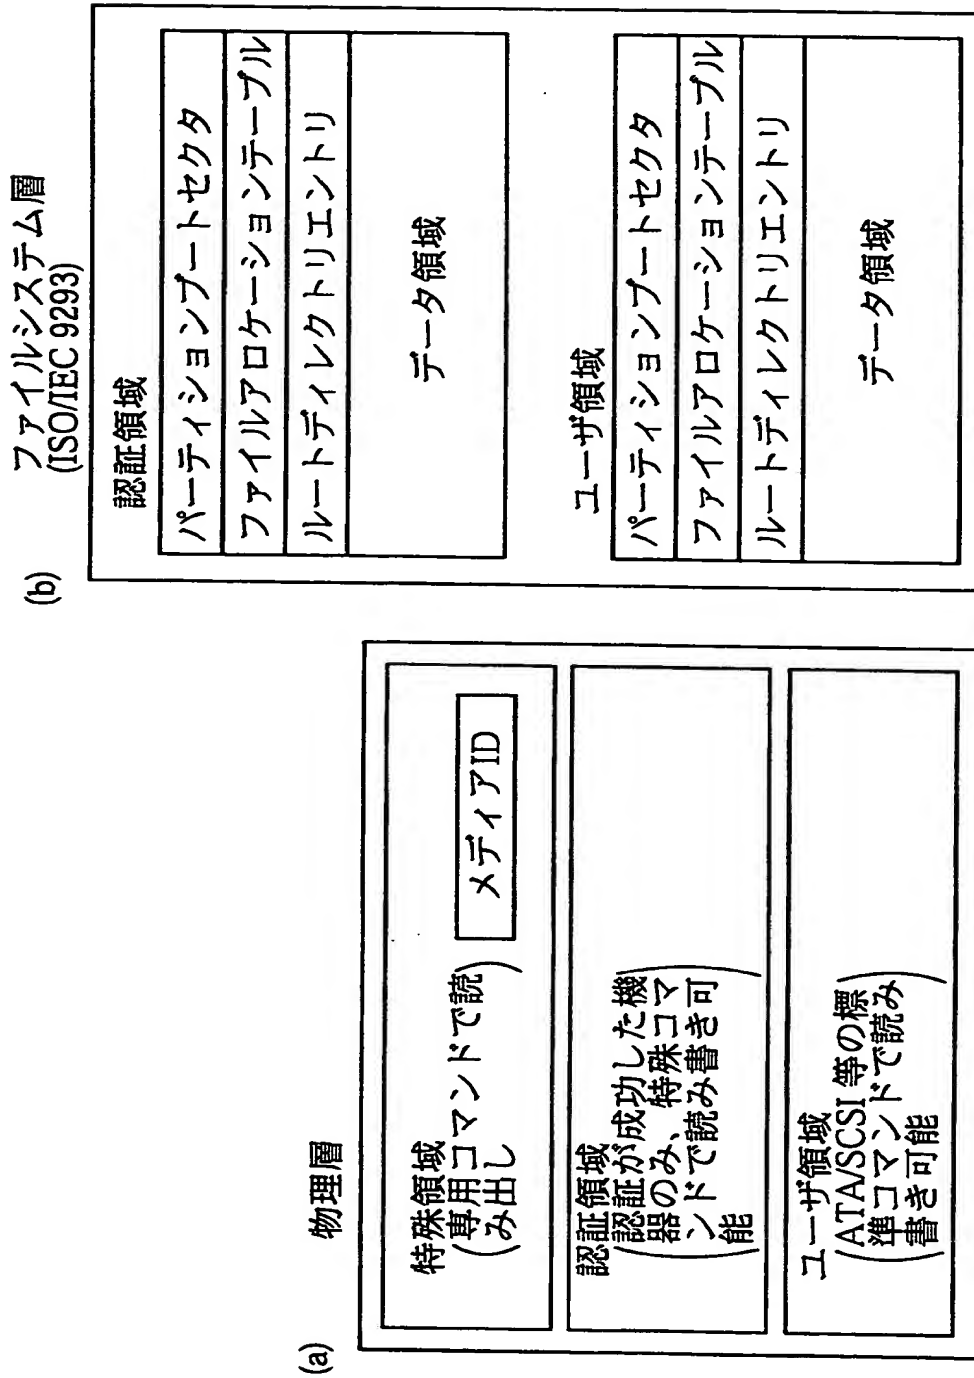 (a)
物理層
特殊領域
(専用コマンドで読
み出し)
メディアID
認証領域
(認証が成功した機
器のみ、特殊コマ
ンドで読み書き可
能)
ユーザ領域
(ATA/SCSI 等の標
準コマンドで読み
書き可能)
(b)
ファイルシステム層
(ISO/IEC 9293)
認証領域
パーティションブートセクタ
ファイルアロケーションテーブル
ルートディレクトリエントリ
データ領域
ユーザ領域
パーティションブートセクタ
ファイルアロケーションテーブル
ルートディレクトリエントリ
データ領域